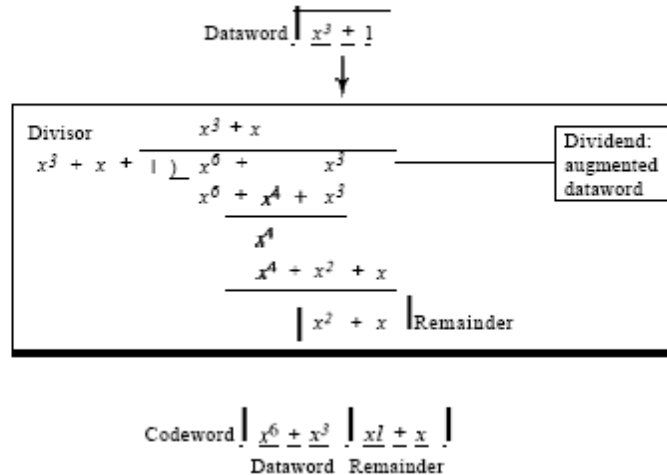 Dataword x³ + 1
Divisor
x³ + x
Dividend:
augmented
dataword
x³ + x + 1 ) x⁶ + x³
x⁶ + x⁴ + x³
x⁴
x⁴ + x² + x
x² + x Remainder
Codeword x⁶ + x³ xl + x
Dataword Remainder